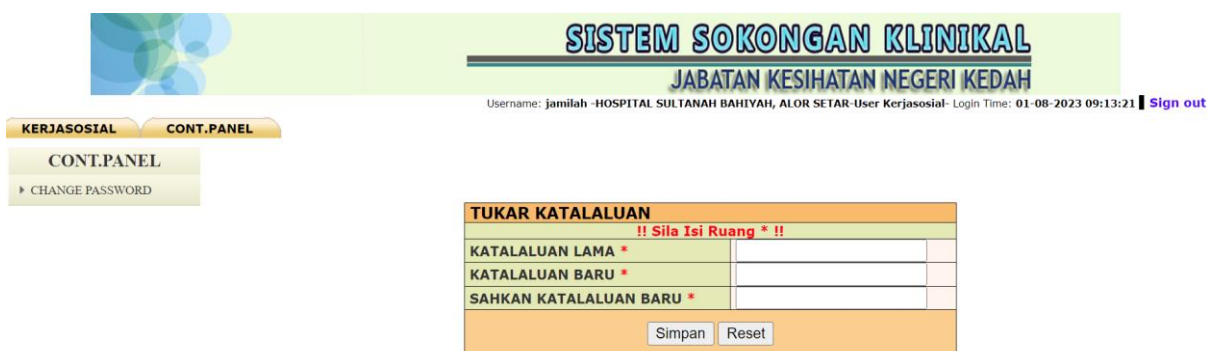 SISTEM SOKONGAN KLINIKAL
JABATAN KESIHATAN NEGERI KEDAH
Username: jamilah -HOSPITAL SULTANAH BAHIYAH, ALOR SETAR-User Kerjasosial- Login Time: 01-08-2023 09:13:21 Sign out
KERJASOSIAL CONT.PANEL
CONT.PANEL
CHANGE PASSWORD
TUKAR KATALALUAN
!! Sila Isi Ruang * !!
KATALALUAN LAMA *
KATALALUAN BARU *
SAHKAN KATALALUAN BARU *
Simpan Reset